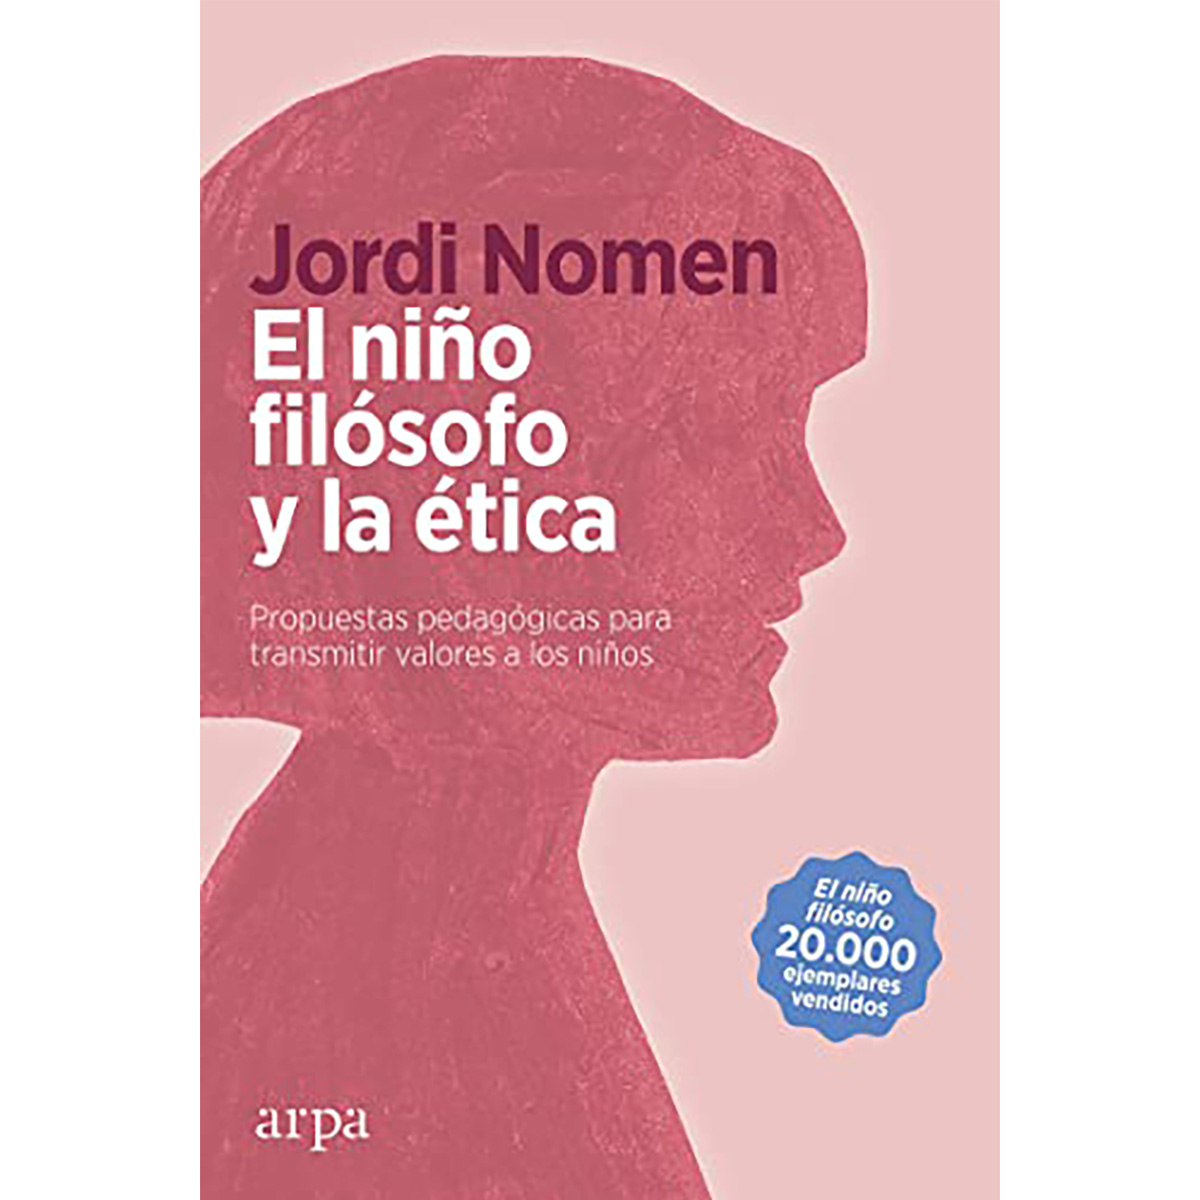 Jordi Nomen
El niño
filósofo
y la ética
Propuestas pedagógicas para
transmitir valores a los niños
El niño
filósofo
20.000
ejemplares
vendidos
arpa